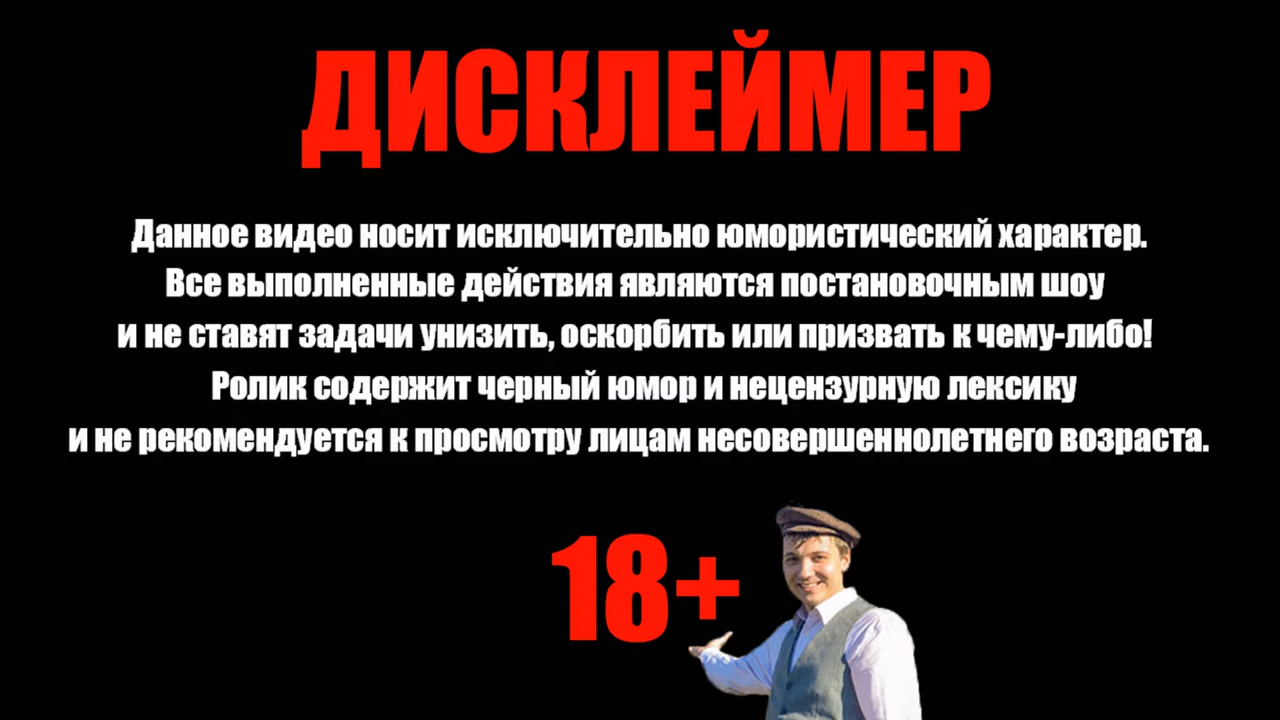 ДИСКЛЕЙМЕР
Данное видео носит исключительно юмористический характер.
Все выполненные действия являются постановочным шоу
и не ставят задачи унизить, оскорбить или призвать к чему-либо!
Ролик содержит черный юмор и нецензурную лексику
и не рекомендуется к просмотру лицам несовершеннолетнего возраста.
18+